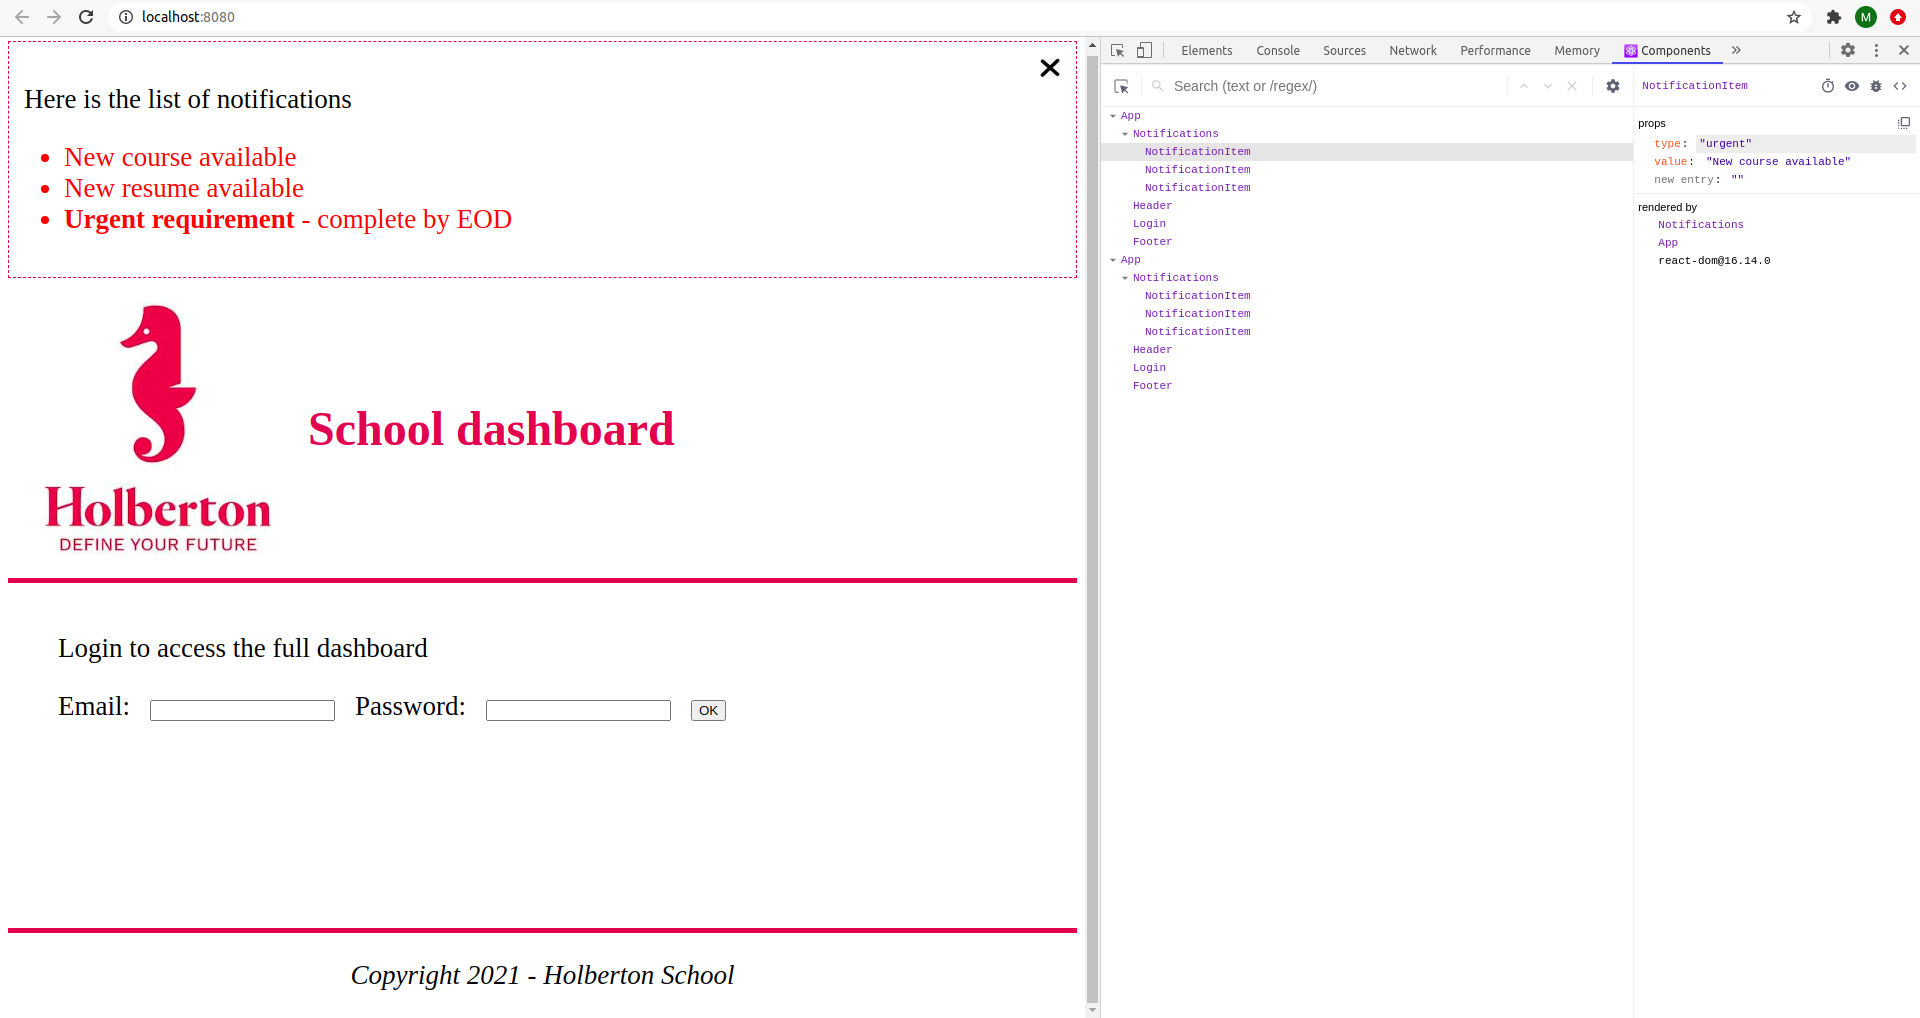 localhost:8080
M
Here is the list of notifications
New course available
New resume available
Urgent requirement - complete by EOD
Holberton
DEFINE YOUR FUTURE
School dashboard
Login to access the full dashboard
Email: Password: OK
Copyright 2021 - Holberton School
Elements Console Sources Network Performance Memory Components »
Search (text or /regex/)
App
Notifications
NotificationItem
NotificationItem
NotificationItem
Header
Login
Footer
App
Notifications
NotificationItem
NotificationItem
NotificationItem
Header
Login
Footer
NotificationItem
props
type: "urgent"
value: "New course available"
new entry: ""
rendered by
Notifications
App
react-dom@16.14.0